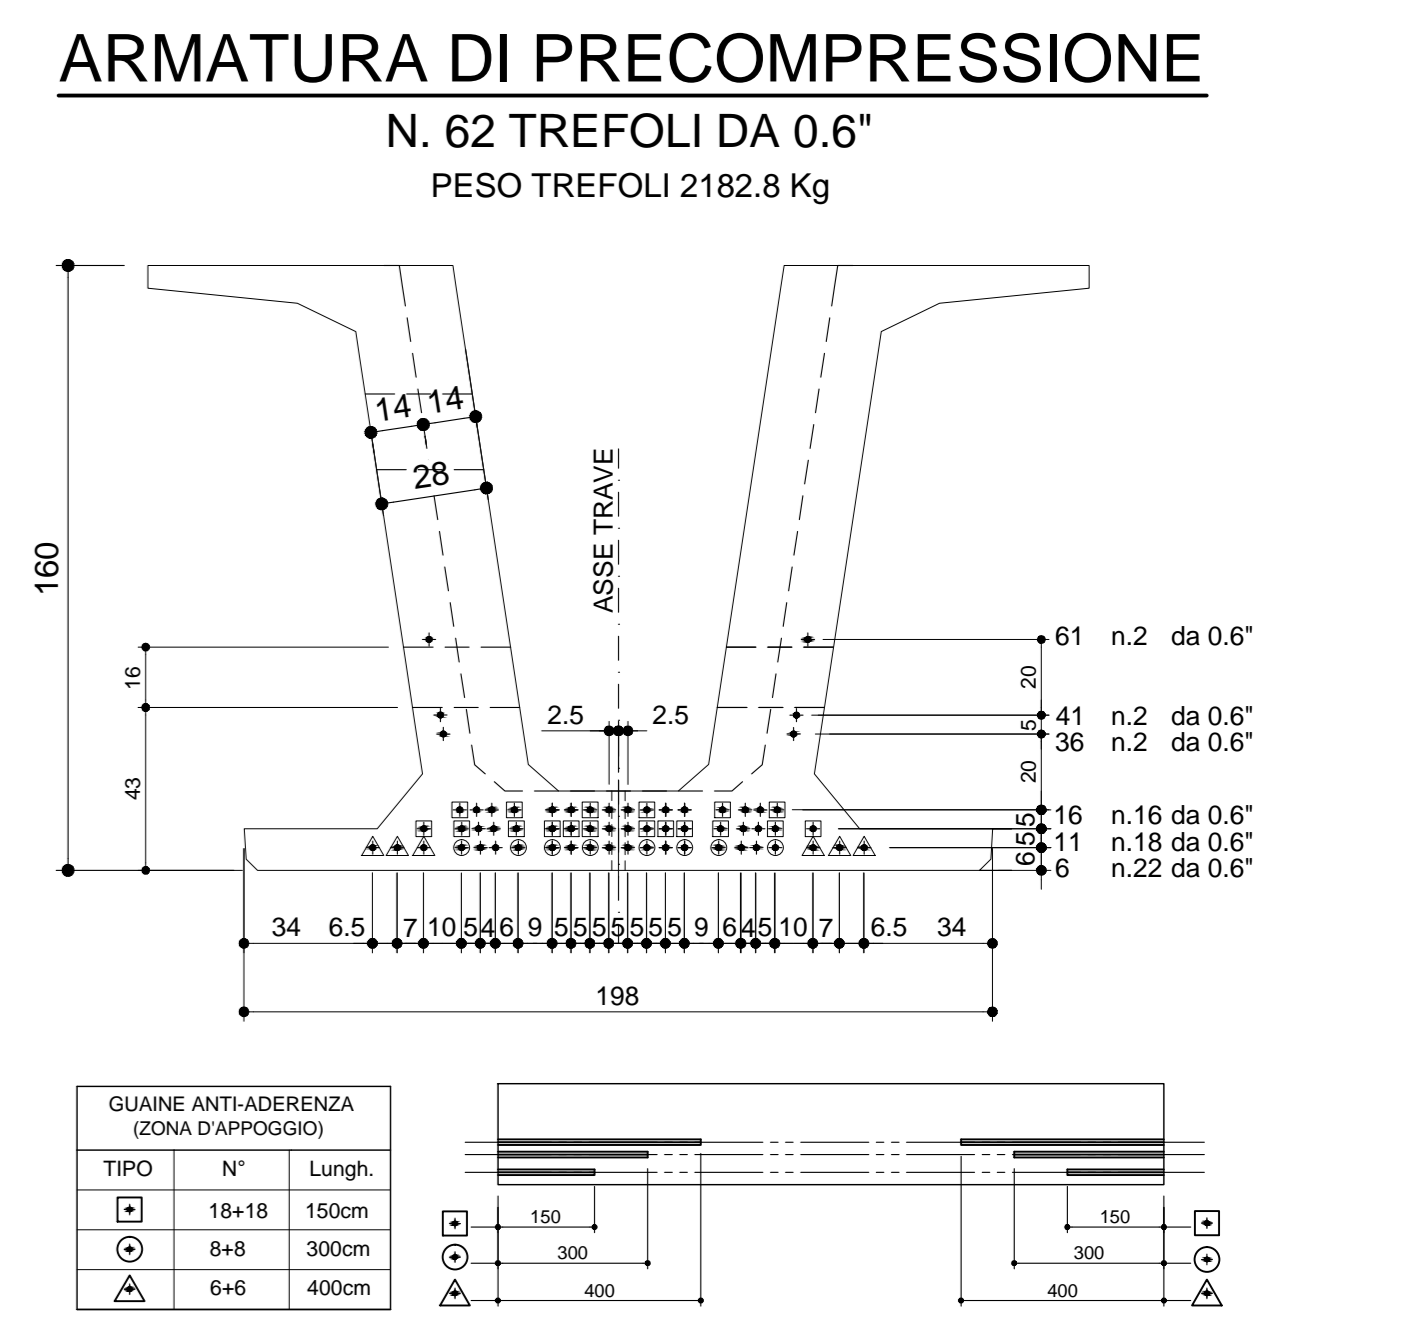 ARMATURA DI PRECOMPRESSIONE
N. 62 TREFOLI DA 0.6"
PESO TREFOLI 2182.8 Kg
14 14
28
160
ASSE TRAVE
16
43
2.5 2.5
61 n.2 da 0.6"
20
41 n.2 da 0.6"
5
36 n.2 da 0.6"
20
16 n.16 da 0.6"
5
11 n.18 da 0.6"
5
6 n.22 da 0.6"
6
34 6.5 7 10 5 4 6 9 5 5 5 5 5 5 5 9 6 4 5 10 7 6.5 34
198
GUAINE ANTI-ADERENZA
(ZONA D'APPOGGIO)
TIPO N° Lungh.
18+18 150cm
8+8 300cm
6+6 400cm
150 150
300 300
400 400